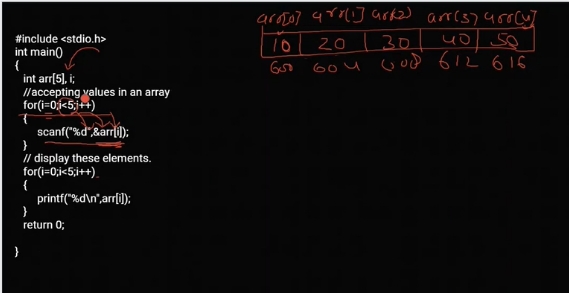 #include <stdio.h>
int main()
{
int arr[5], i;
//accepting values in an array
for(i=0;i<5;i++)
{
scanf("%d",&arr[i]);
}
// display these elements.
for(i=0;i<5;i++)
{
printf("%d\n",arr[i]);
}
return 0;
}
arr[0] arr[1] arr[2] arr[3] arr[4]
10 20 30 40 50
600 604 608 612 616